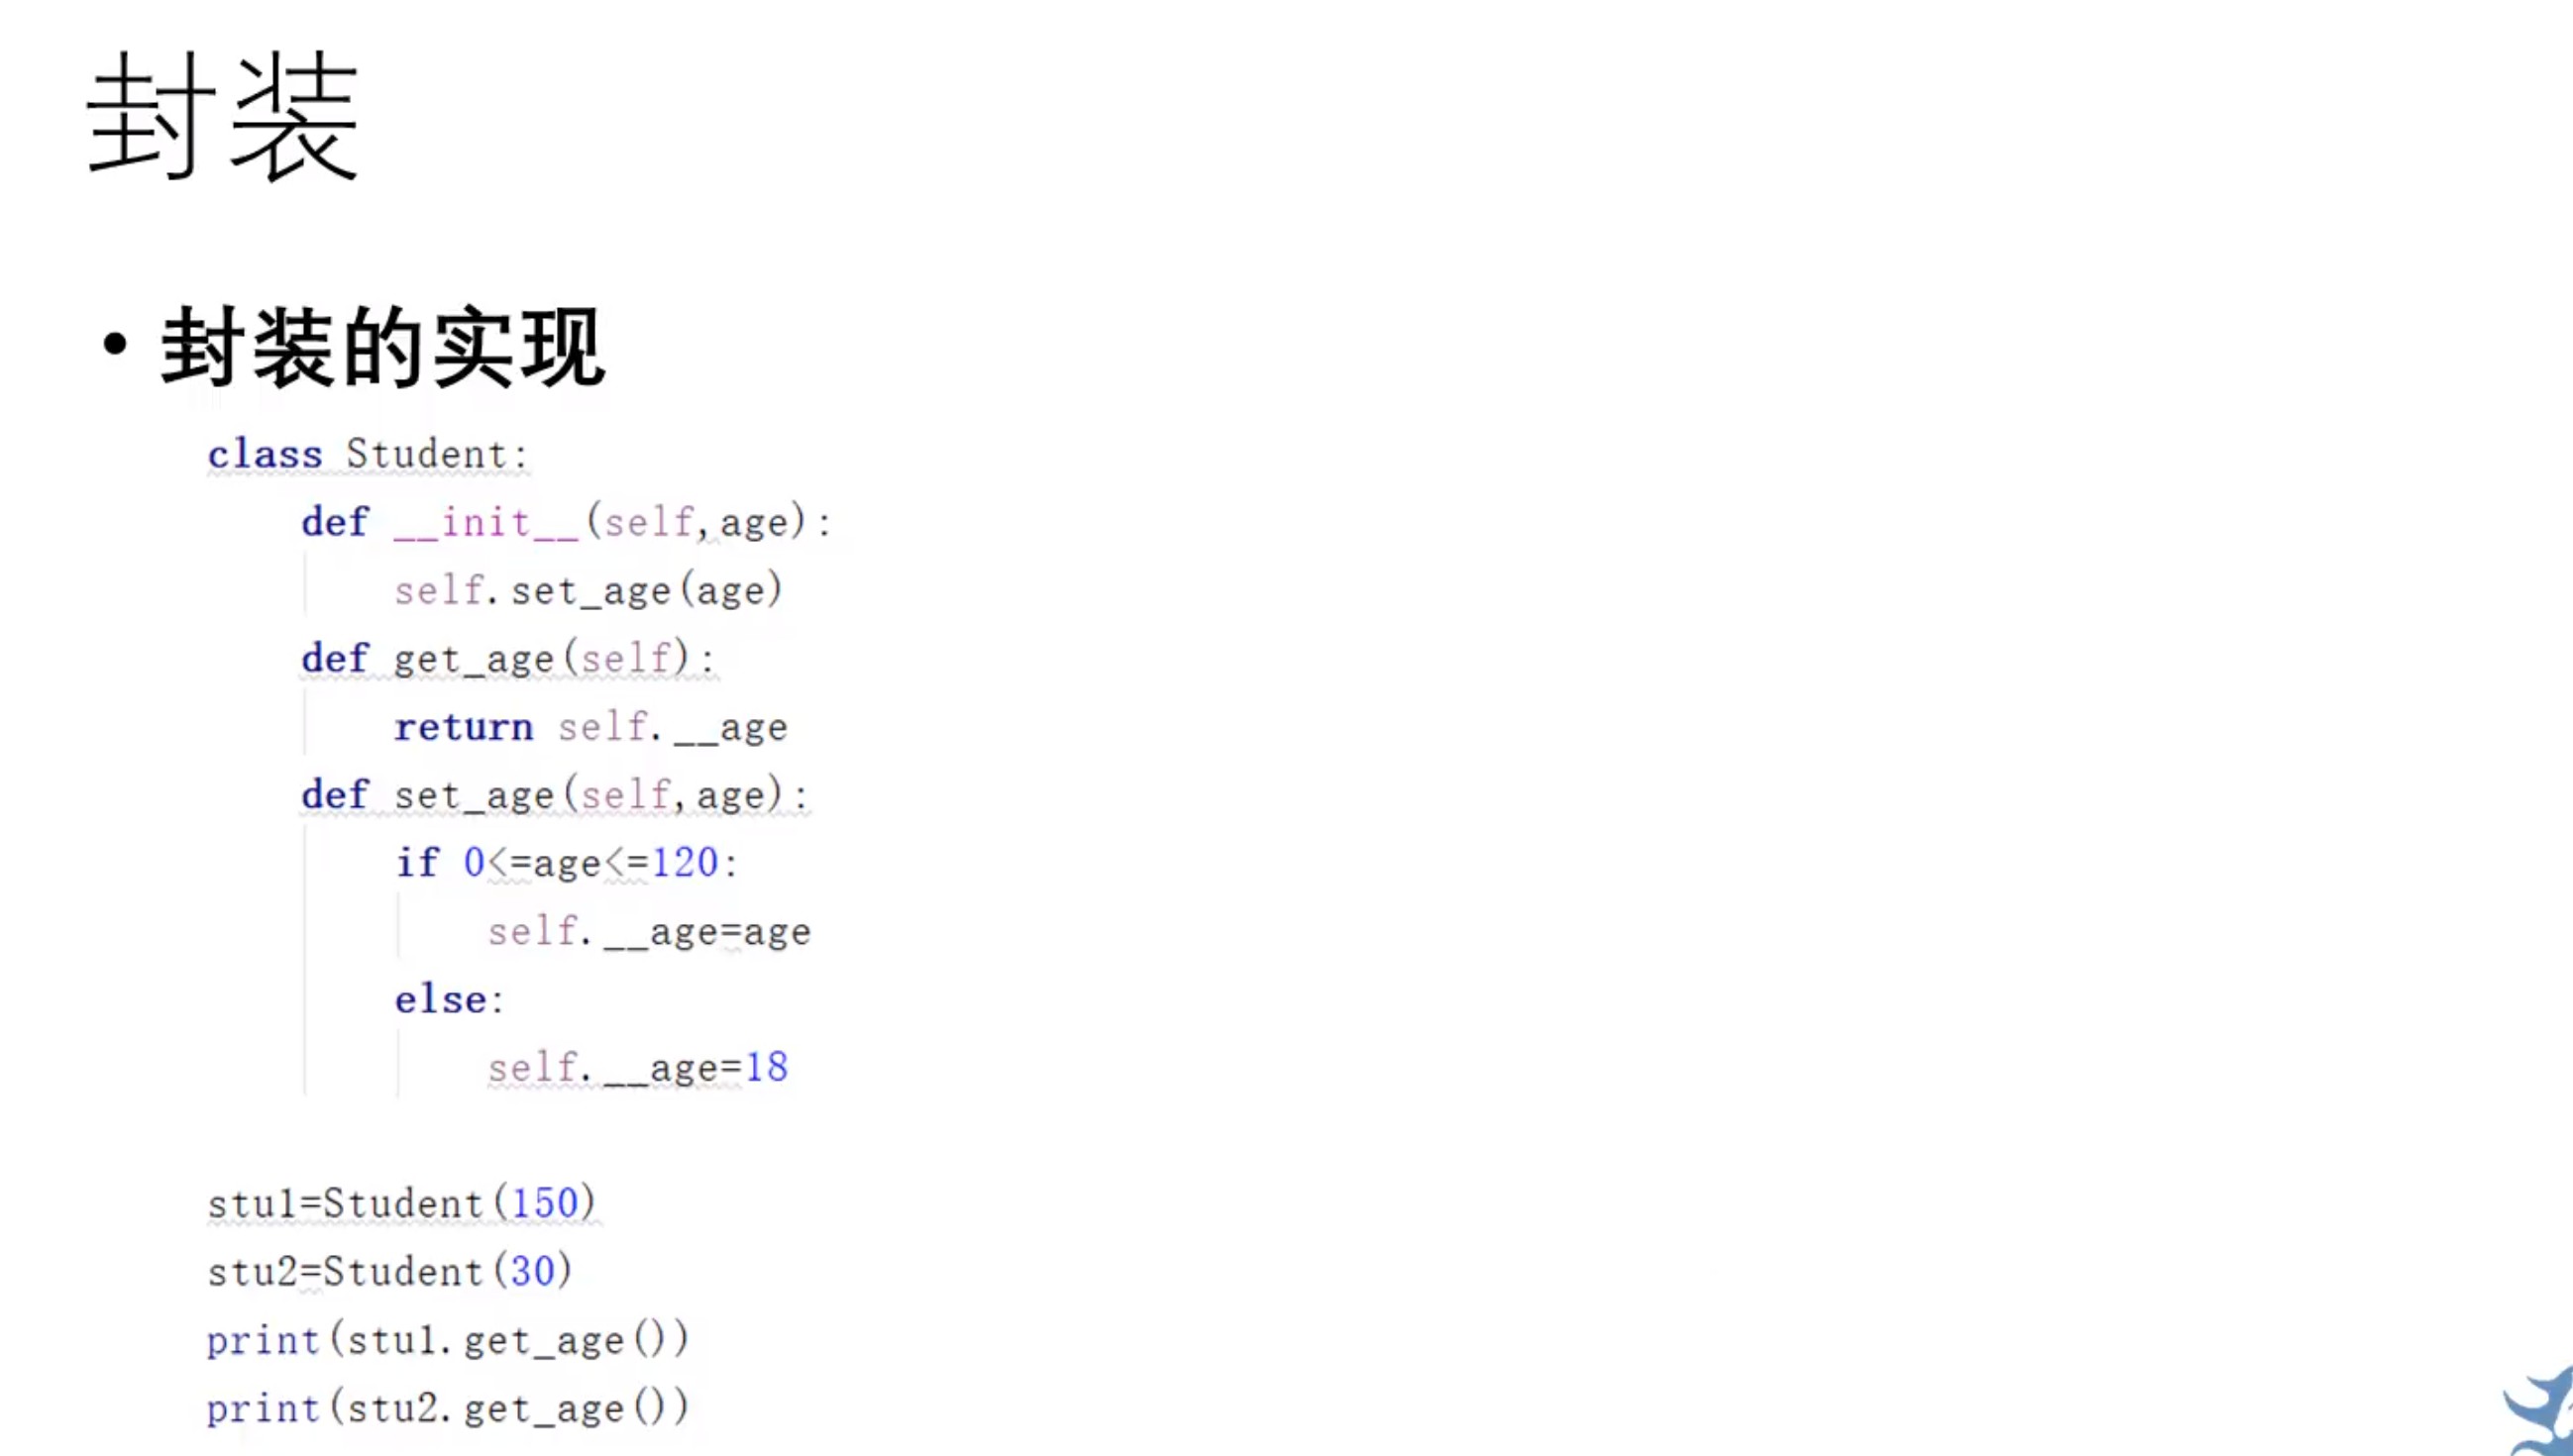 封装
• 封装的实现
class Student:
    def __init__(self,age):
        self.set_age(age)
    def get_age(self):
        return self.__age
    def set_age(self,age):
        if 0<=age<=120:
            self.__age=age
        else:
            self.__age=18
stu1=Student(150)
stu2=Student(30)
print(stu1.get_age())
print(stu2.get_age())